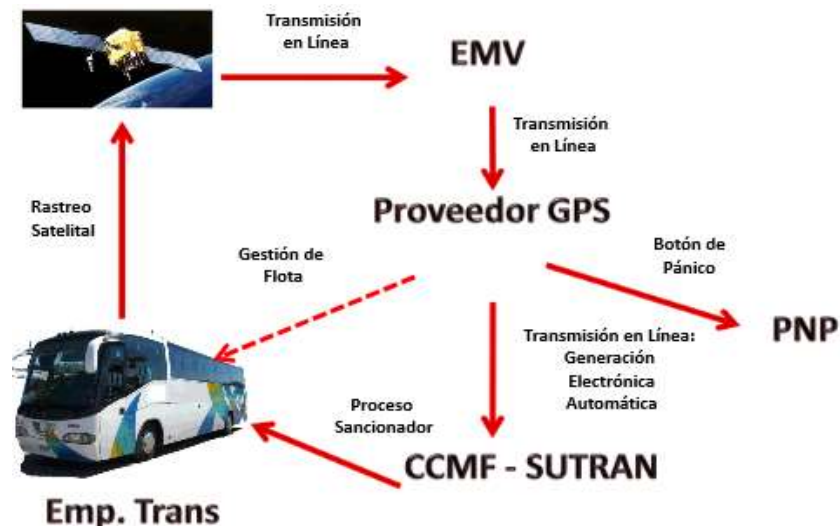 Transmisión
en Línea
EMV
Transmisión
en Línea
Rastreo
Satelital
Proveedor GPS
Gestión de
Flota
Botón de
Pánico
PNP
Transmisión en Línea:
Generación
Electrónica
Automática
Proceso
Sancionador
CCMF - SUTRAN
Emp. Trans